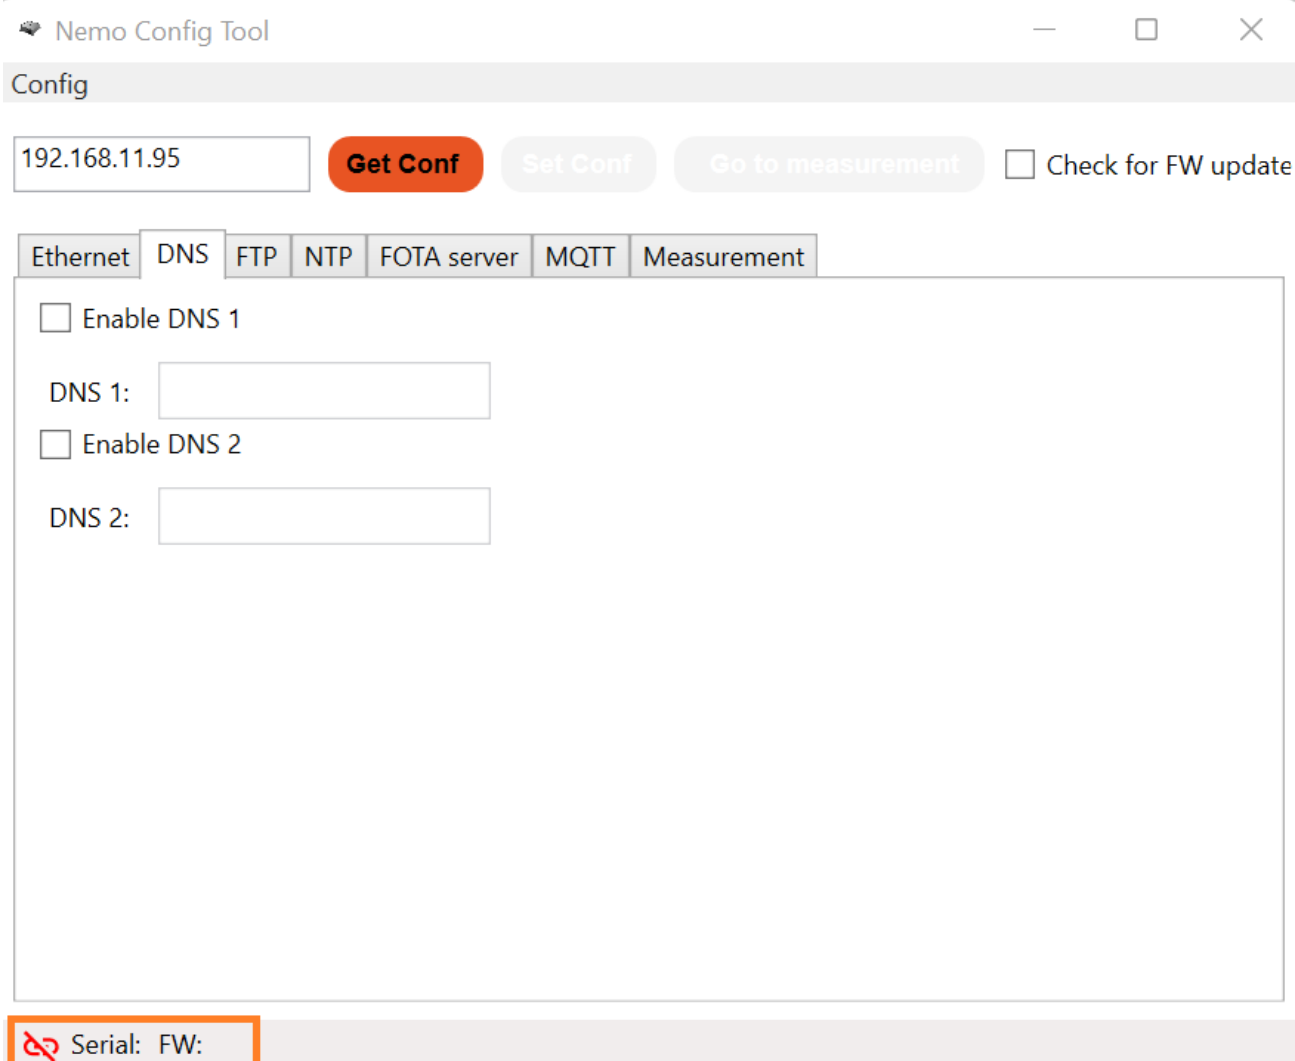 Nemo Config Tool
Config
192.168.11.95 Get Conf Set Conf Go to measurement Check for FW update
Ethernet DNS FTP NTP FOTA server MQTT Measurement
Enable DNS 1
DNS 1:
Enable DNS 2
DNS 2:
Serial: FW: